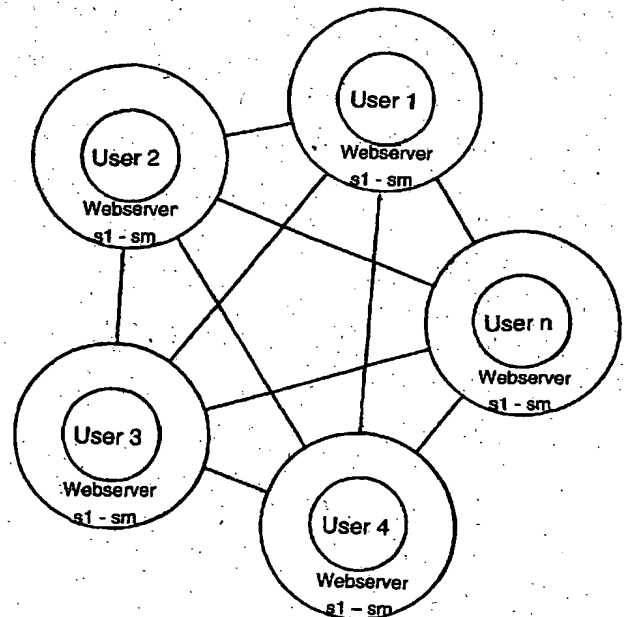 User 1
Webserver
s1 - sm
User 2
Webserver
s1 - sm
User n
Webserver
s1 - sm
User 3
Webserver
s1 - sm
User 4
Webserver
s1 – sm